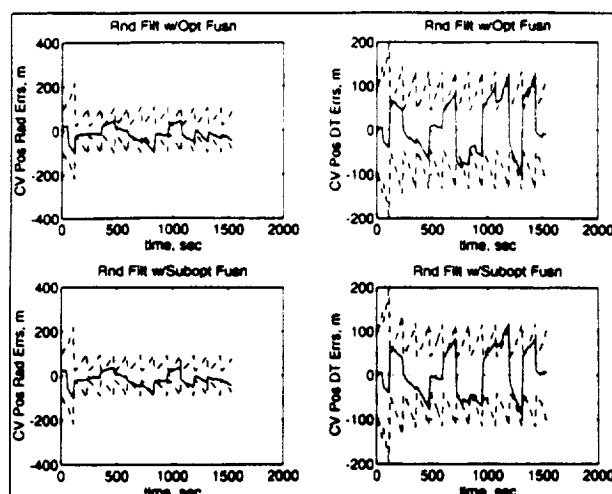 Rnd Filt w/Opt Fusn
400
200
0
-200
-400
CV Pos Rad Errs, m
0 500 1000 1500 2000
time, sec
Rnd Filt w/Opt Fusn
200
100
0
-100
-200
CV Pos DT Errs, m
0 500 1000 1500 2000
time, sec
Rnd Filt w/Subopt Fusn
400
200
0
-200
-400
CV Pos Rad Errs, m
0 500 1000 1500 2000
time, sec
Rnd Filt w/Subopt Fusn
200
100
0
-100
-200
CV Pos DT Errs, m
0 500 1000 1500 2000
time, sec